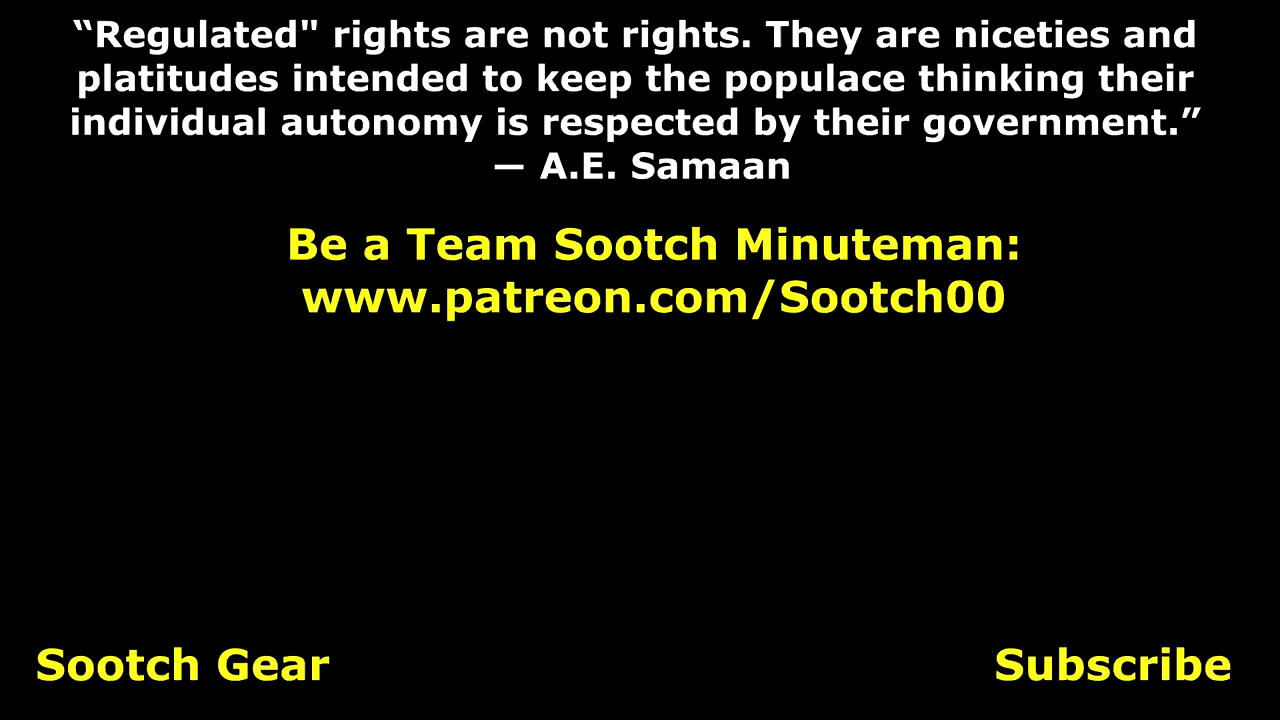 “Regulated" rights are not rights. They are niceties and
platitudes intended to keep the populace thinking their
individual autonomy is respected by their government.”
— A.E. Samaan
Be a Team Sootch Minuteman:
www.patreon.com/Sootch00
Sootch Gear
Subscribe